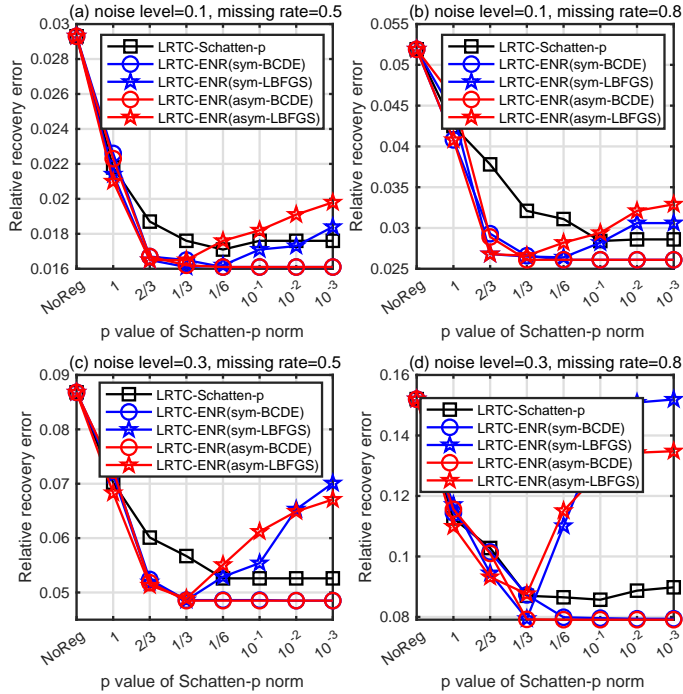 (a) noise level=0.1, missing rate=0.5
0.03
0.028
0.026
0.024
0.022
0.02
0.018
0.016
Relative recovery error
LRTC-Schatten-p
LRTC-ENR(sym-BCDE)
LRTC-ENR(sym-LBFGS)
LRTC-ENR(asym-BCDE)
LRTC-ENR(asym-LBFGS)
NoReg
1
2/3
1/3
1/6
10^-1
10^-2
10^-3
p value of Schatten-p norm
(b) noise level=0.1, missing rate=0.8
0.055
0.05
0.045
0.04
0.035
0.03
0.025
Relative recovery error
LRTC-Schatten-p
LRTC-ENR(sym-BCDE)
LRTC-ENR(sym-LBFGS)
LRTC-ENR(asym-BCDE)
LRTC-ENR(asym-LBFGS)
NoReg
1
2/3
1/3
1/6
10^-1
10^-2
10^-3
p value of Schatten-p norm
(c) noise level=0.3, missing rate=0.5
0.09
0.08
0.07
0.06
0.05
Relative recovery error
LRTC-Schatten-p
LRTC-ENR(sym-BCDE)
LRTC-ENR(sym-LBFGS)
LRTC-ENR(asym-BCDE)
LRTC-ENR(asym-LBFGS)
NoReg
1
2/3
1/3
1/6
10^-1
10^-2
10^-3
p value of Schatten-p norm
(d) noise level=0.3, missing rate=0.8
0.16
0.14
0.12
0.1
0.08
Relative recovery error
LRTC-Schatten-p
LRTC-ENR(sym-BCDE)
LRTC-ENR(sym-LBFGS)
LRTC-ENR(asym-BCDE)
LRTC-ENR(asym-LBFGS)
NoReg
1
2/3
1/3
1/6
10^-1
10^-2
10^-3
p value of Schatten-p norm